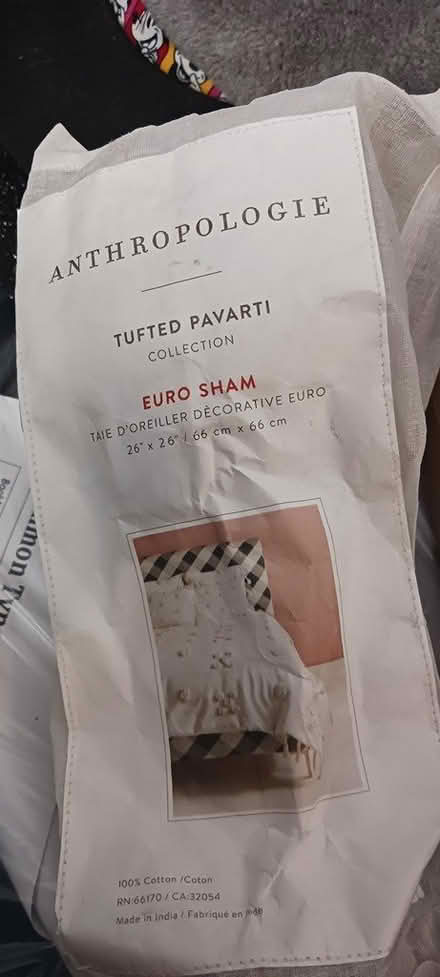 ANTHROPOLOGIE
TUFTED PAVARTI
COLLECTION
EURO SHAM
TAIE D'OREILLER DÈCORATIVE EURO
26" x 26" / 66 cm x 66 cm
100% Cotton /Coton
RN:66170 / CA:32054
Made in India / Fabriqué en